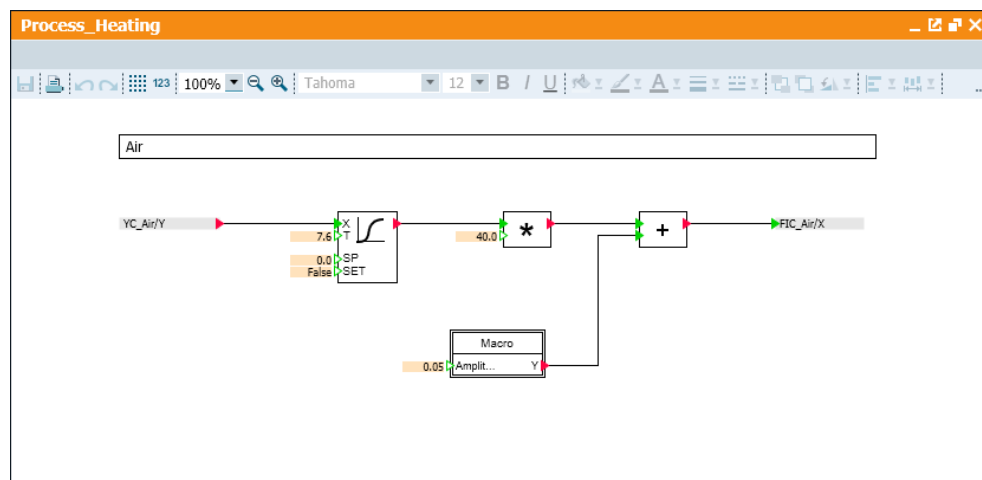 Process_Heating
123 100% Tahoma 12 B I U A
Air
YC_Air/Y
X
7.6 T
0.0 SP
False SET
40.0 *
+
FIC_Air/X
Macro
0.05 Amplit... Y